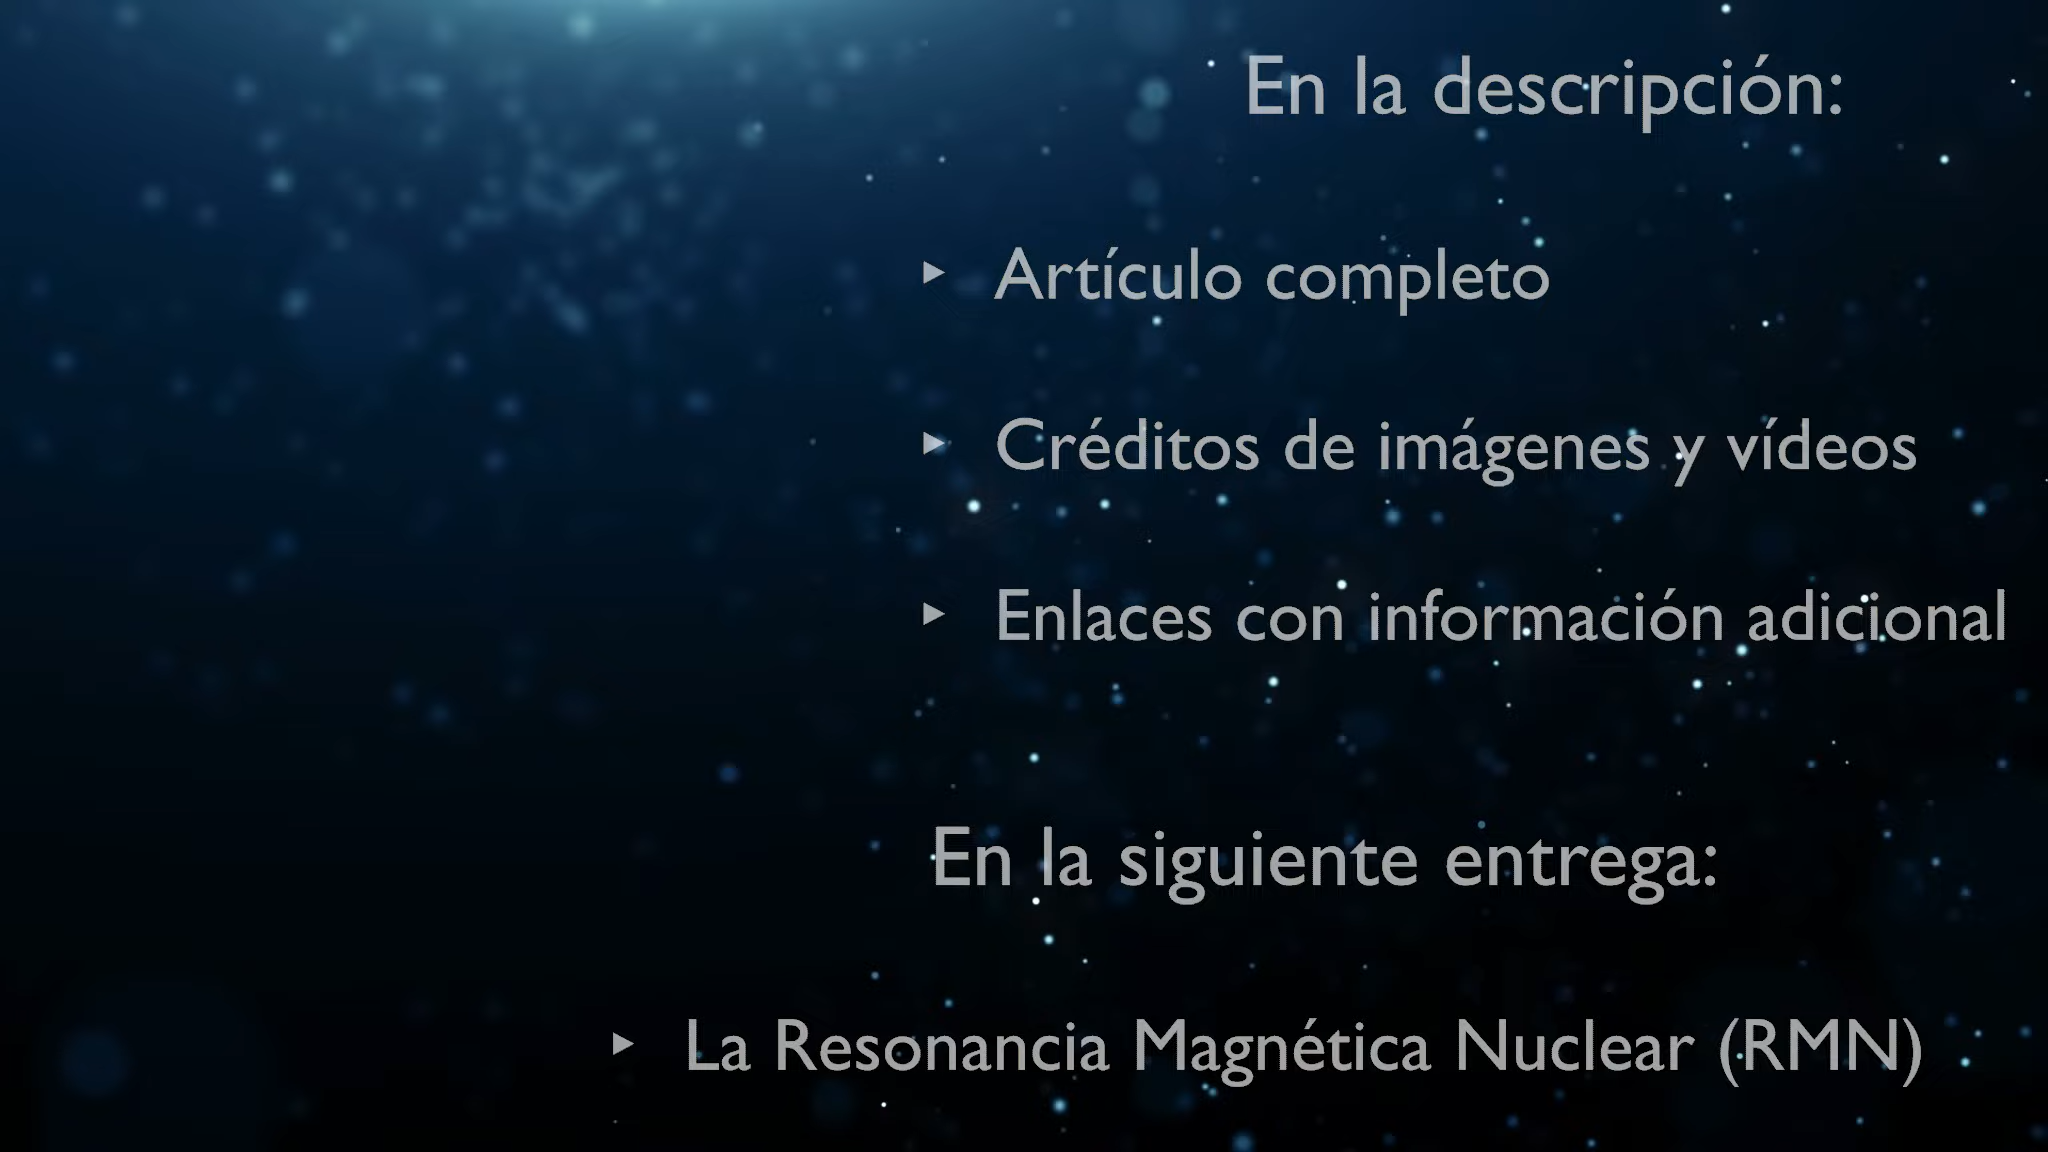 En la descripción:
‣ Artículo completo
‣ Créditos de imágenes y vídeos
‣ Enlaces con información adicional
En la siguiente entrega:
‣ La Resonancia Magnética Nuclear (RMN)